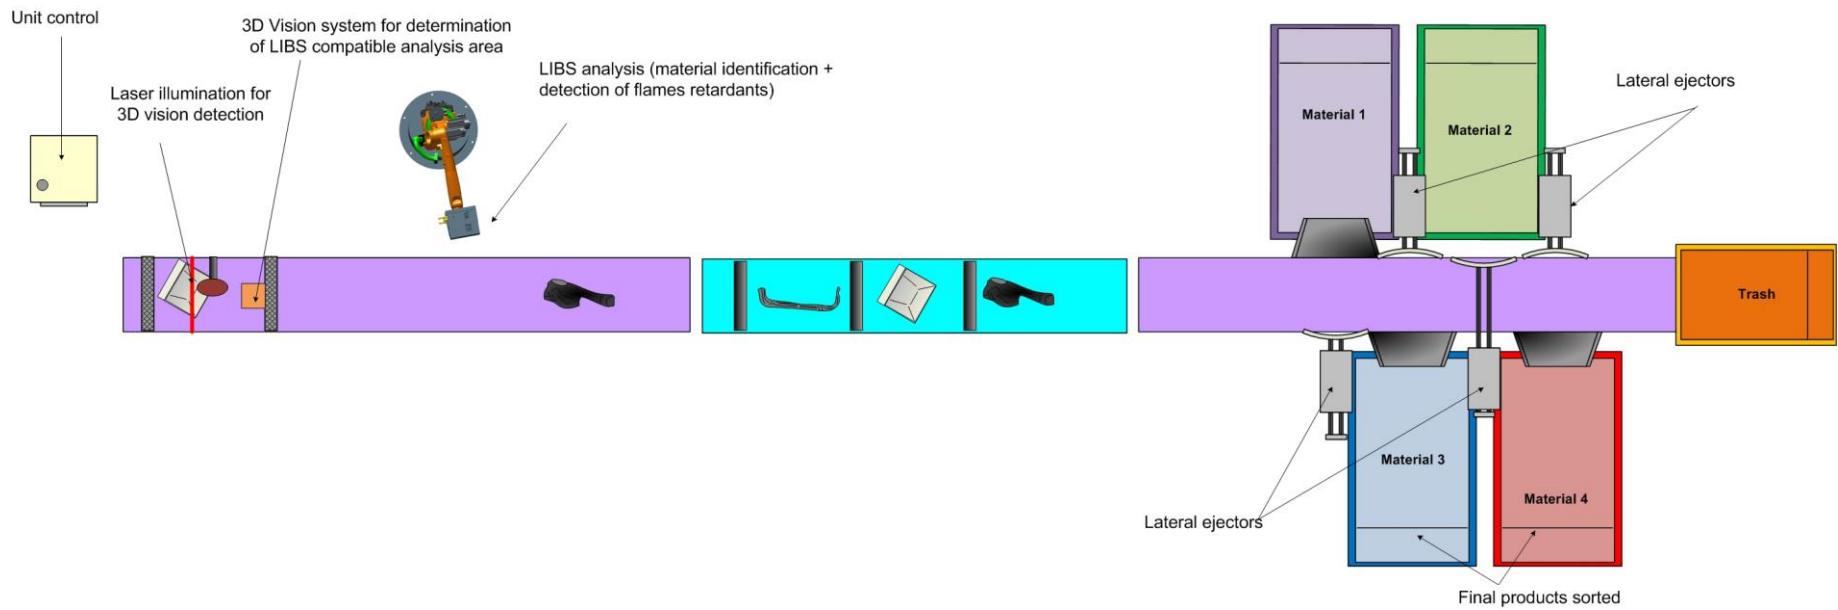 Unit control
3D Vision system for determination
of LIBS compatible analysis area
Laser illumination for
3D vision detection
LIBS analysis (material identification +
detection of flames retardants)
Material 1
Material 2
Lateral ejectors
Trash
Material 3
Material 4
Lateral ejectors
Final products sorted